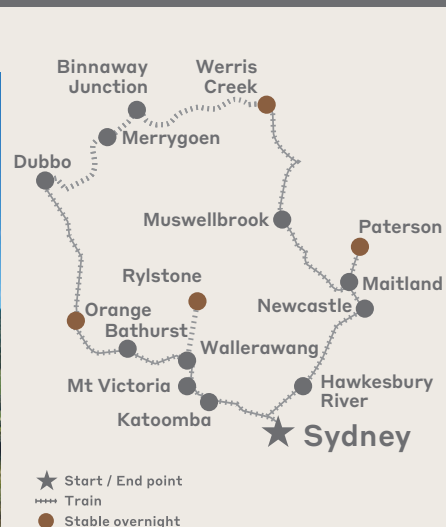 Binnaway
Junction
Werris
Creek
Merrygoen
Dubbo
Muswellbrook
Paterson
Rylstone
Maitland
Newcastle
Orange
Bathurst
Wallerawang
Mt Victoria
Hawkesbury
River
Katoomba
Sydney
Start / End point
Train
Stable overnight